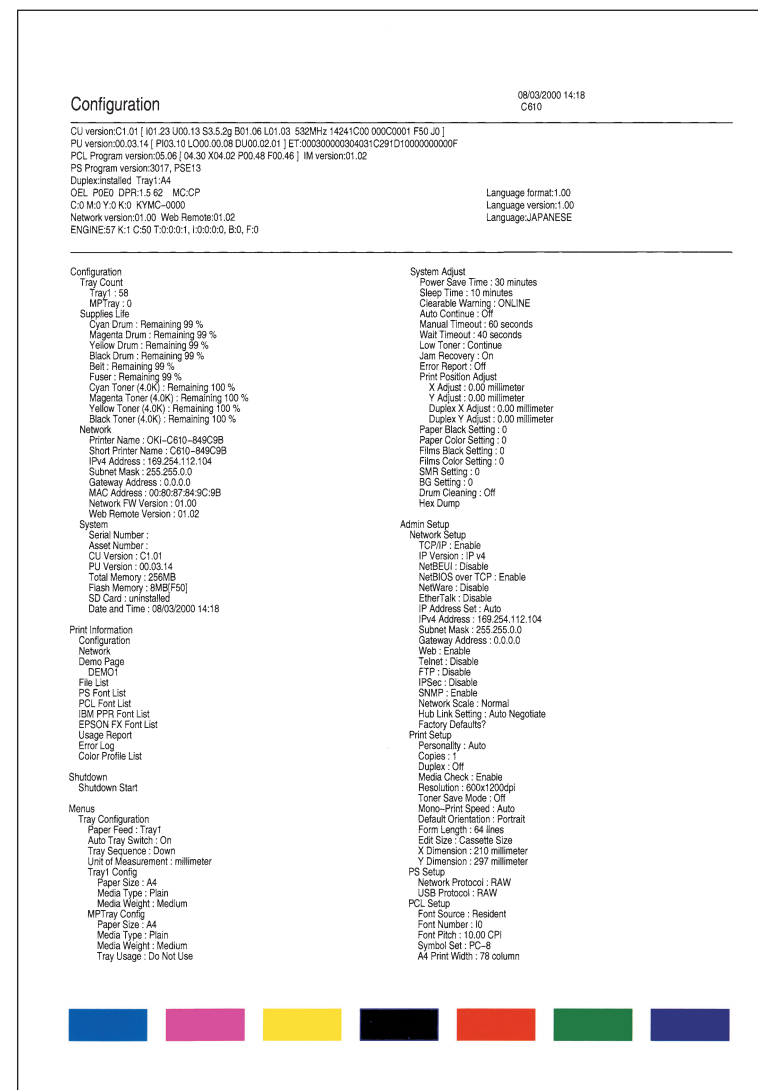 Configuration
08/03/2000 14:18
C610
CU version:C1.01 [ I01.23 U00.13 S3.5.2g B01.06 L01.03 532MHz 14241C00 000C0001 F50 J0 ]
PU version:00.03.14 [ PI03.10 LO00.00.08 DU00.02.01 ] ET:000300000304031C291D10000000000F
PCL Program version:05.06 [ 04.30 X04.02 P00.48 F00.46 ] IM version:01.02
PS Program version:3017, PSE13
Duplex:installed Tray1:A4
OEL P0E0 DPR:1.5 62 MC:CP
C:0 M:0 Y:0 K:0 KYMC-0000
Network version:01.00 Web Remote:01.02
ENGINE:57 K:1 C:50 T:0:0:0:1, i:0:0:0:0, B:0, F:0
Language format:1.00
Language version:1.00
Language:JAPANESE
Configuration
Tray Count
Tray1 : 58
MPTray : 0
Supplies Life
Cyan Drum : Remaining 99 %
Magenta Drum : Remaining 99 %
Yellow Drum : Remaining 99 %
Black Drum : Remaining 99 %
Belt : Remaining 99 %
Fuser : Remaining 99 %
Cyan Toner (4.0K) : Remaining 100 %
Magenta Toner (4.0K) : Remaining 100 %
Yellow Toner (4.0K) : Remaining 100 %
Black Toner (4.0K) : Remaining 100 %
Network
Printer Name : OKI-C610-849C9B
Short Printer Name : C610-849C9B
IPv4 Address : 169.254.112.104
Subnet Mask : 255.255.0.0
Gateway Address : 0.0.0.0
MAC Address : 00:80:87:84:9C:9B
Network FW Version : 01.00
Web Remote Version : 01.02
System
Serial Number :
Asset Number :
CU Version : C1.01
PU Version : 00.03.14
Total Memory : 256MB
Flash Memory : 8MB[F50]
SD Card : uninstalled
Date and Time : 08/03/2000 14:18
Print Information
Configuration
Network
Demo Page
DEMO1
File List
PS Font List
PCL Font List
IBM PPR Font List
EPSON FX Font List
Usage Report
Error Log
Color Profile List
Shutdown
Shutdown Start
Menus
Tray Configuration
Paper Feed : Tray1
Auto Tray Switch : On
Tray Sequence : Down
Unit of Measurement : millimeter
Tray1 Config
Paper Size : A4
Media Type : Plain
Media Weight : Medium
MPTray Config
Paper Size : A4
Media Type : Plain
Media Weight : Medium
Tray Usage : Do Not Use
System Adjust
Power Save Time : 30 minutes
Sleep Time : 10 minutes
Clearable Warning : ONLINE
Auto Continue : Off
Manual Timeout : 60 seconds
Wait Timeout : 40 seconds
Low Toner : Continue
Jam Recovery : On
Error Report : Off
Print Position Adjust
X Adjust : 0.00 millimeter
Y Adjust : 0.00 millimeter
Duplex X Adjust : 0.00 millimeter
Duplex Y Adjust : 0.00 millimeter
Paper Black Setting : 0
Paper Color Setting : 0
Films Black Setting : 0
Films Color Setting : 0
SMR Setting : 0
BG Setting : 0
Drum Cleaning : Off
Hex Dump
Admin Setup
Network Setup
TCP/IP : Enable
IP Version : IP v4
NetBEUI : Disable
NetBIOS over TCP : Enable
NetWare : Disable
EtherTalk : Disable
IP Address Set : Auto
IPv4 Address : 169.254.112.104
Subnet Mask : 255.255.0.0
Gateway Address : 0.0.0.0
Web : Enable
Telnet : Disable
FTP : Disable
IPSec : Disable
SNMP : Enable
Network Scale : Normal
Hub Link Setting : Auto Negotiate
Factory Defaults?
Print Setup
Personality : Auto
Copies : 1
Duplex : Off
Media Check : Enable
Resolution : 600x1200dpi
Toner Save Mode : Off
Mono-Print Speed : Auto
Default Orientation : Portrait
Form Length : 64 lines
Edit Size : Cassette Size
X Dimension : 210 millimeter
Y Dimension : 297 millimeter
PS Setup
Network Protocol : RAW
USB Protocol : RAW
PCL Setup
Font Source : Resident
Font Number : I0
Font Pitch : 10.00 CPI
Symbol Set : PC-8
A4 Print Width : 78 column